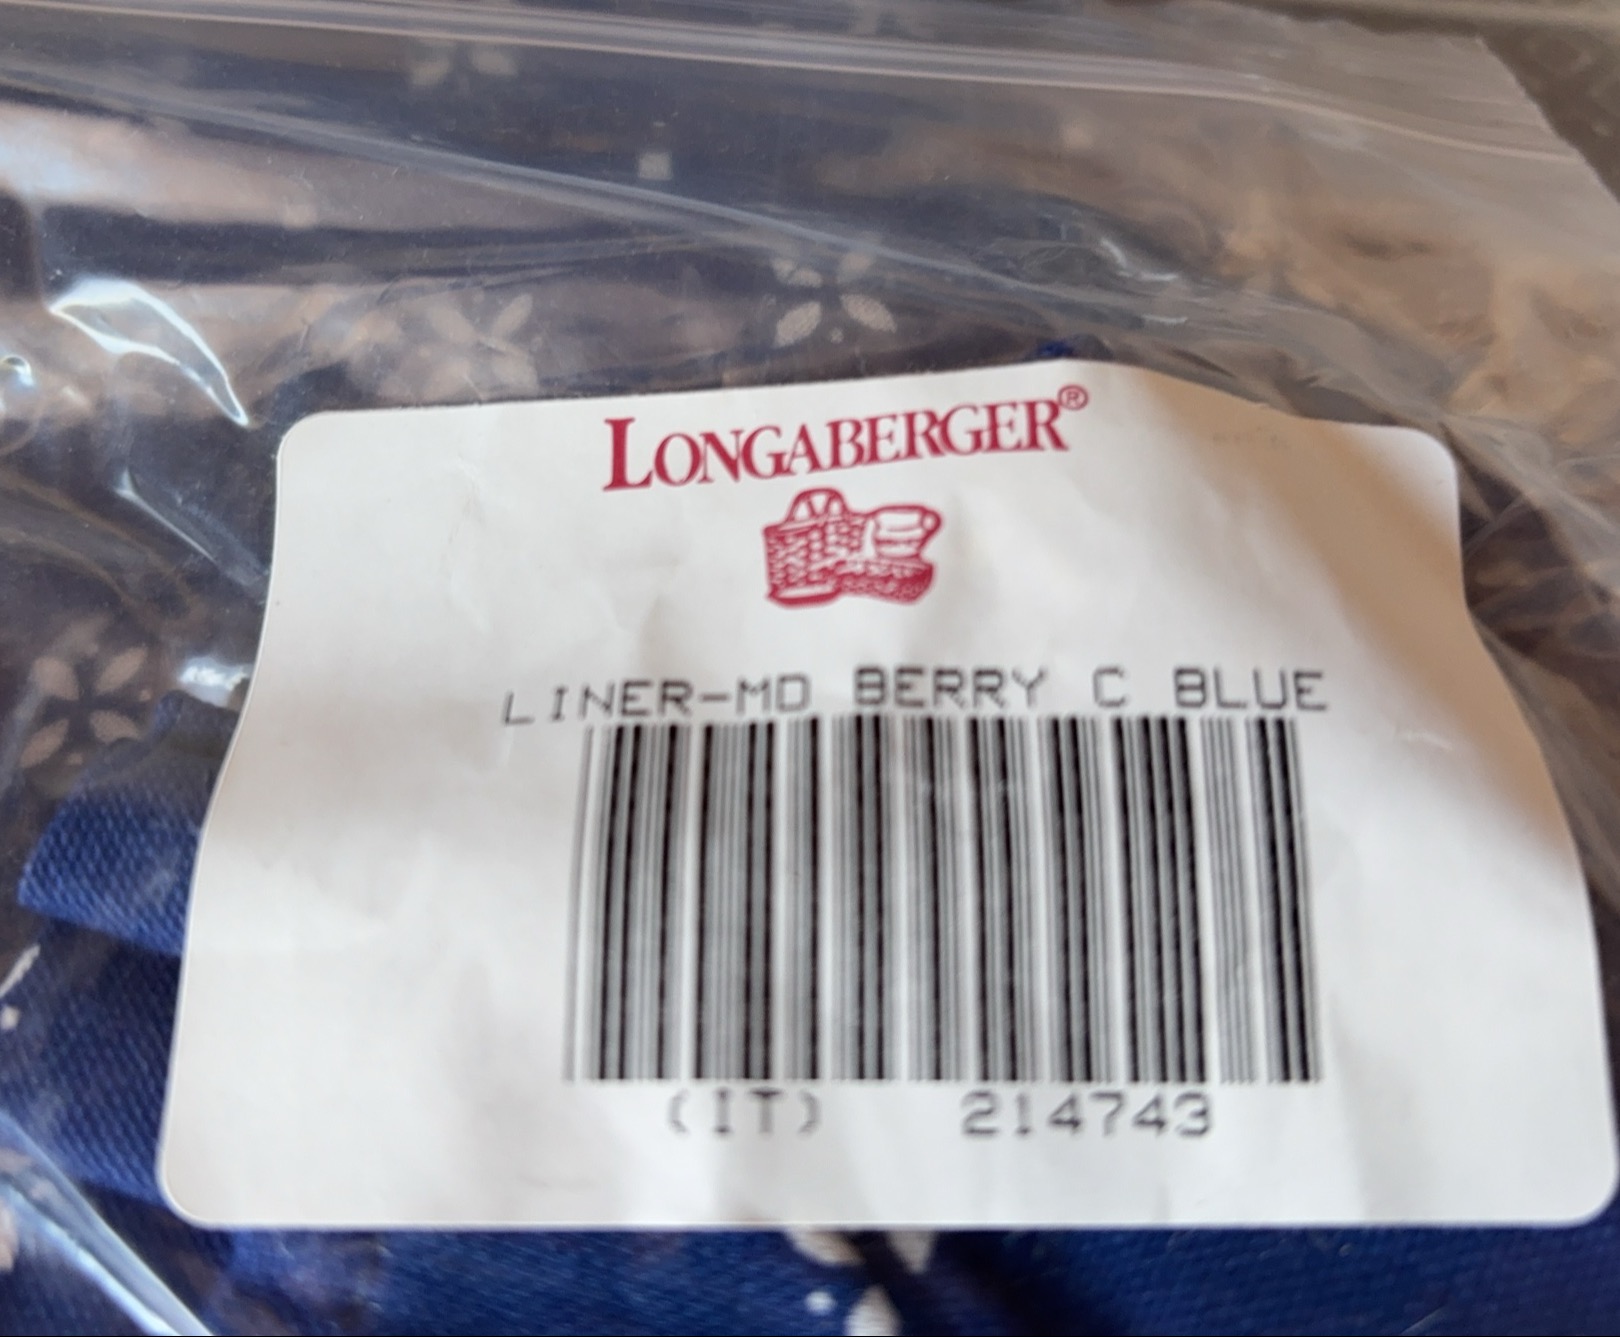 LONGABERGER®
LINER-MD BERRY C BLUE
(IT) 214743